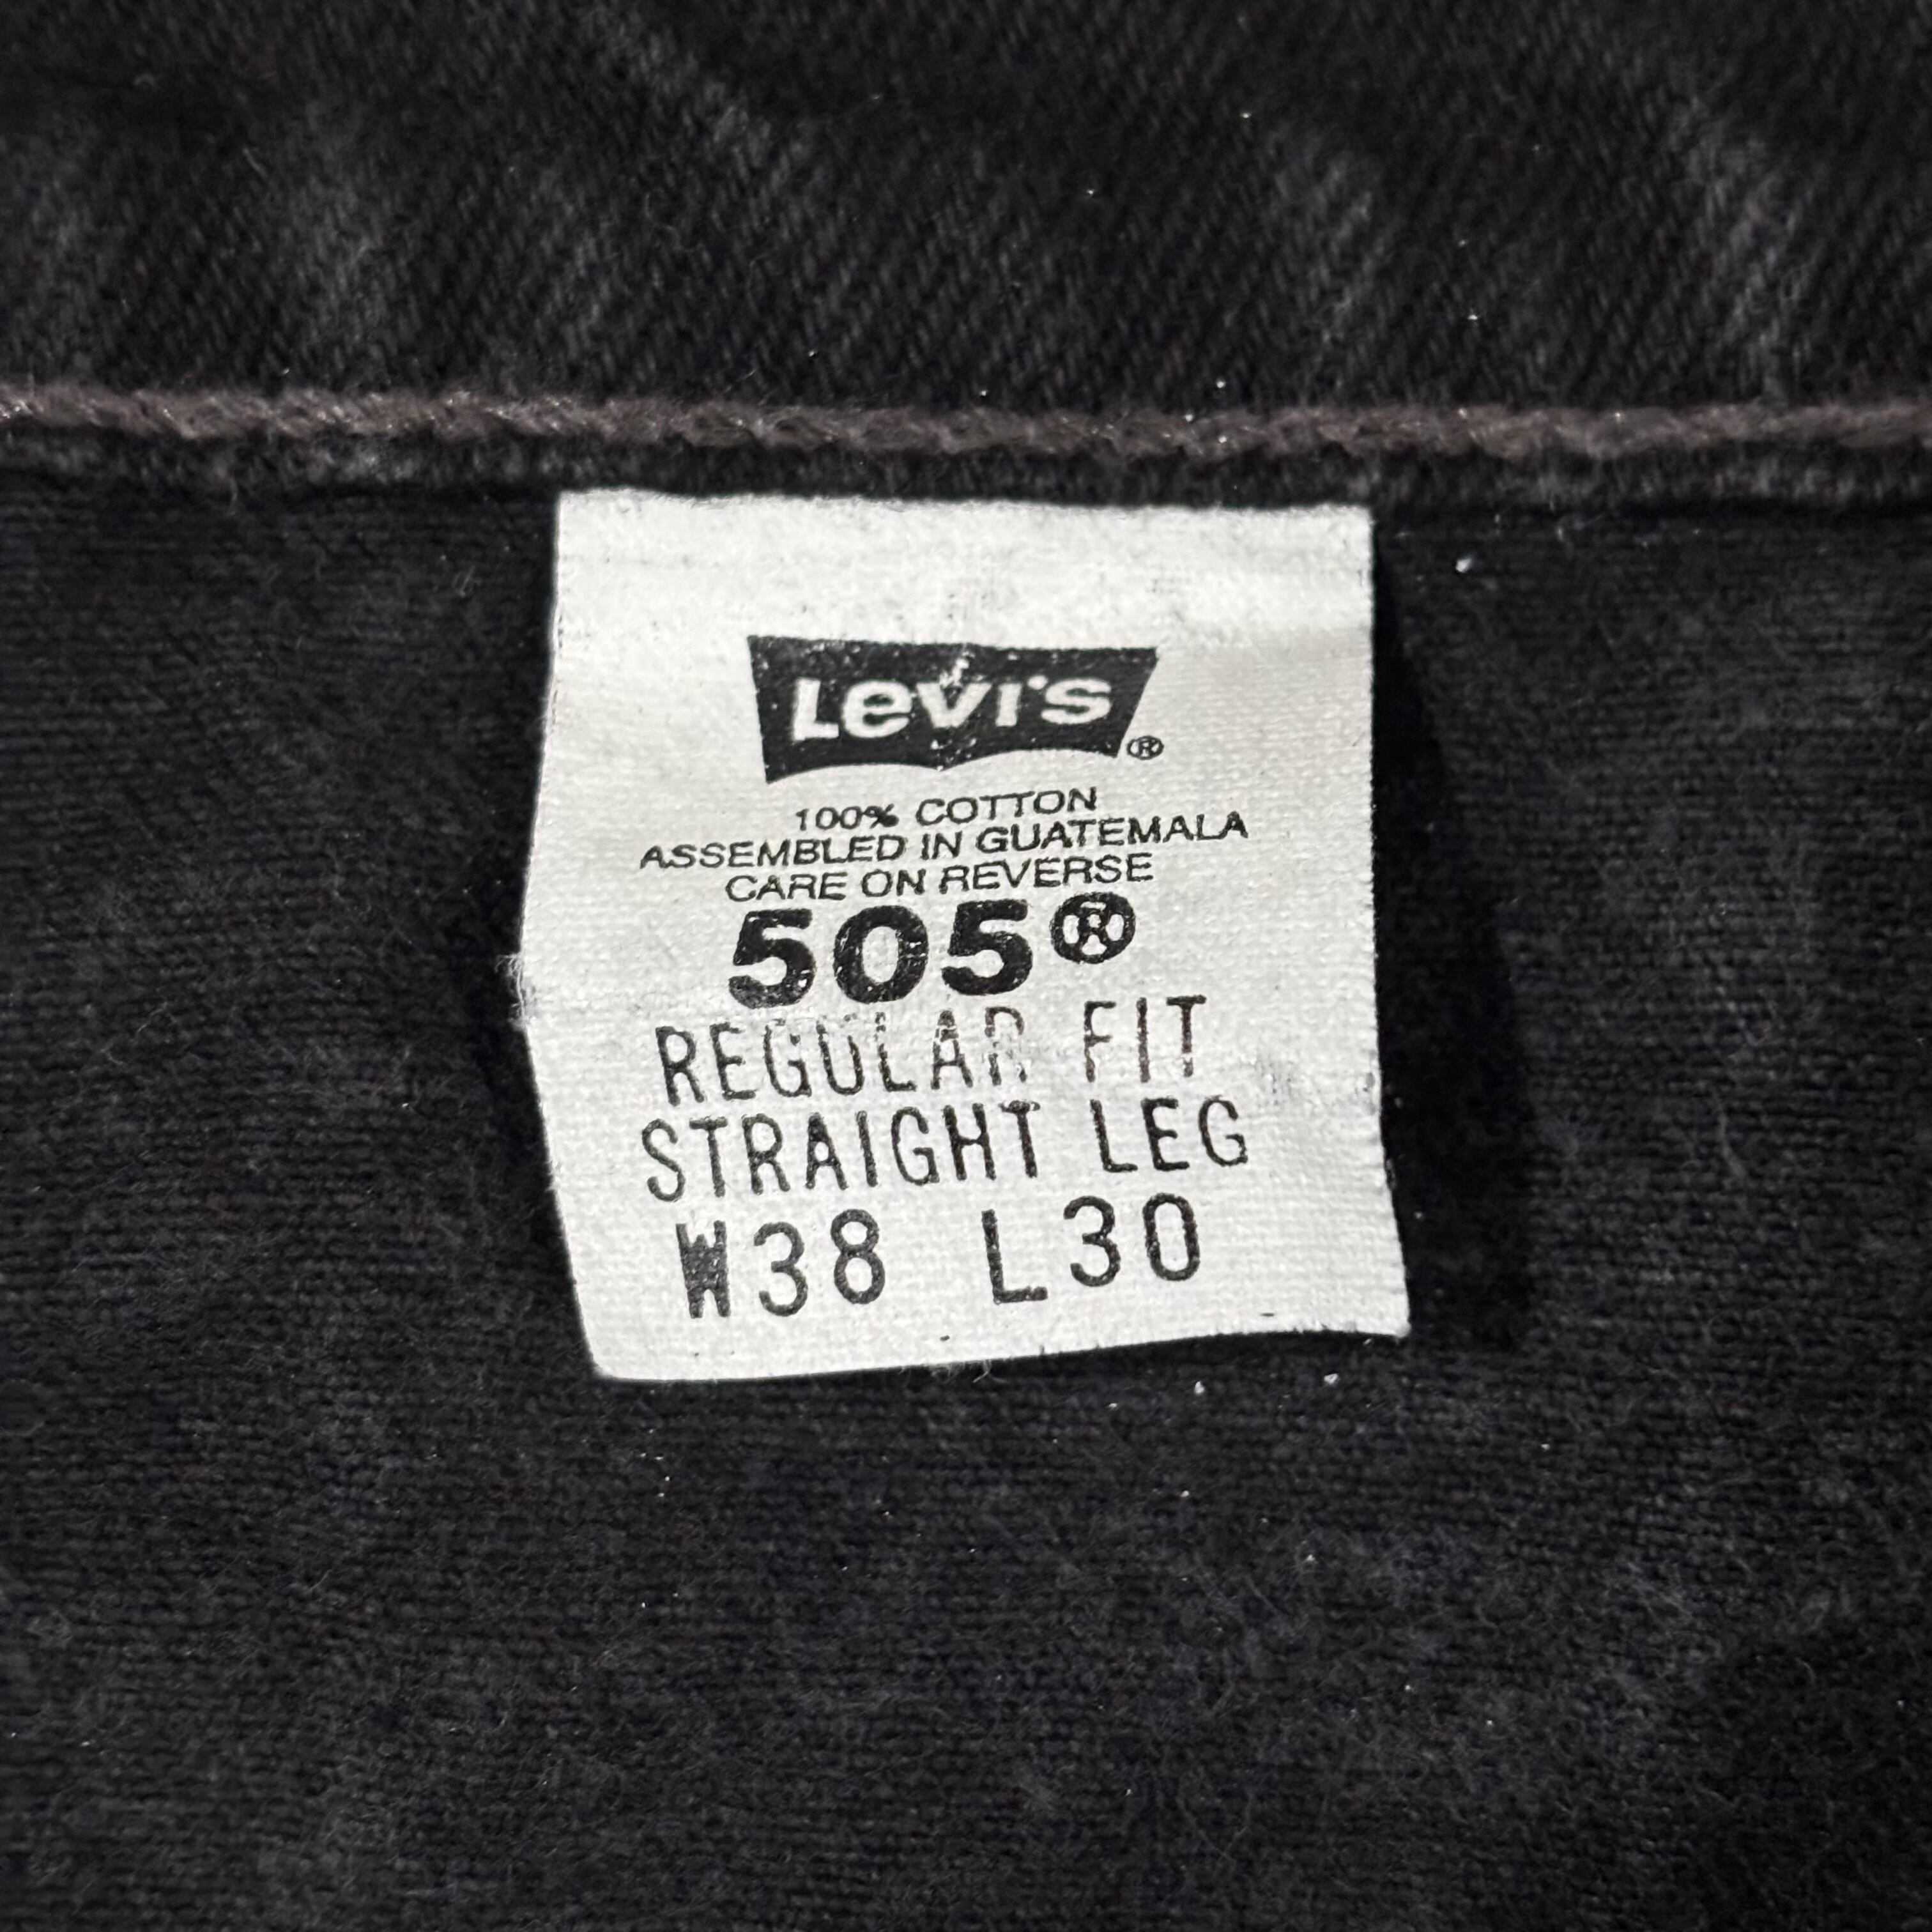 Levi's ®
100% COTTON
ASSEMBLED IN GUATEMALA
CARE ON REVERSE
505®
REGULAR FIT
STRAIGHT LEG
W38 L30